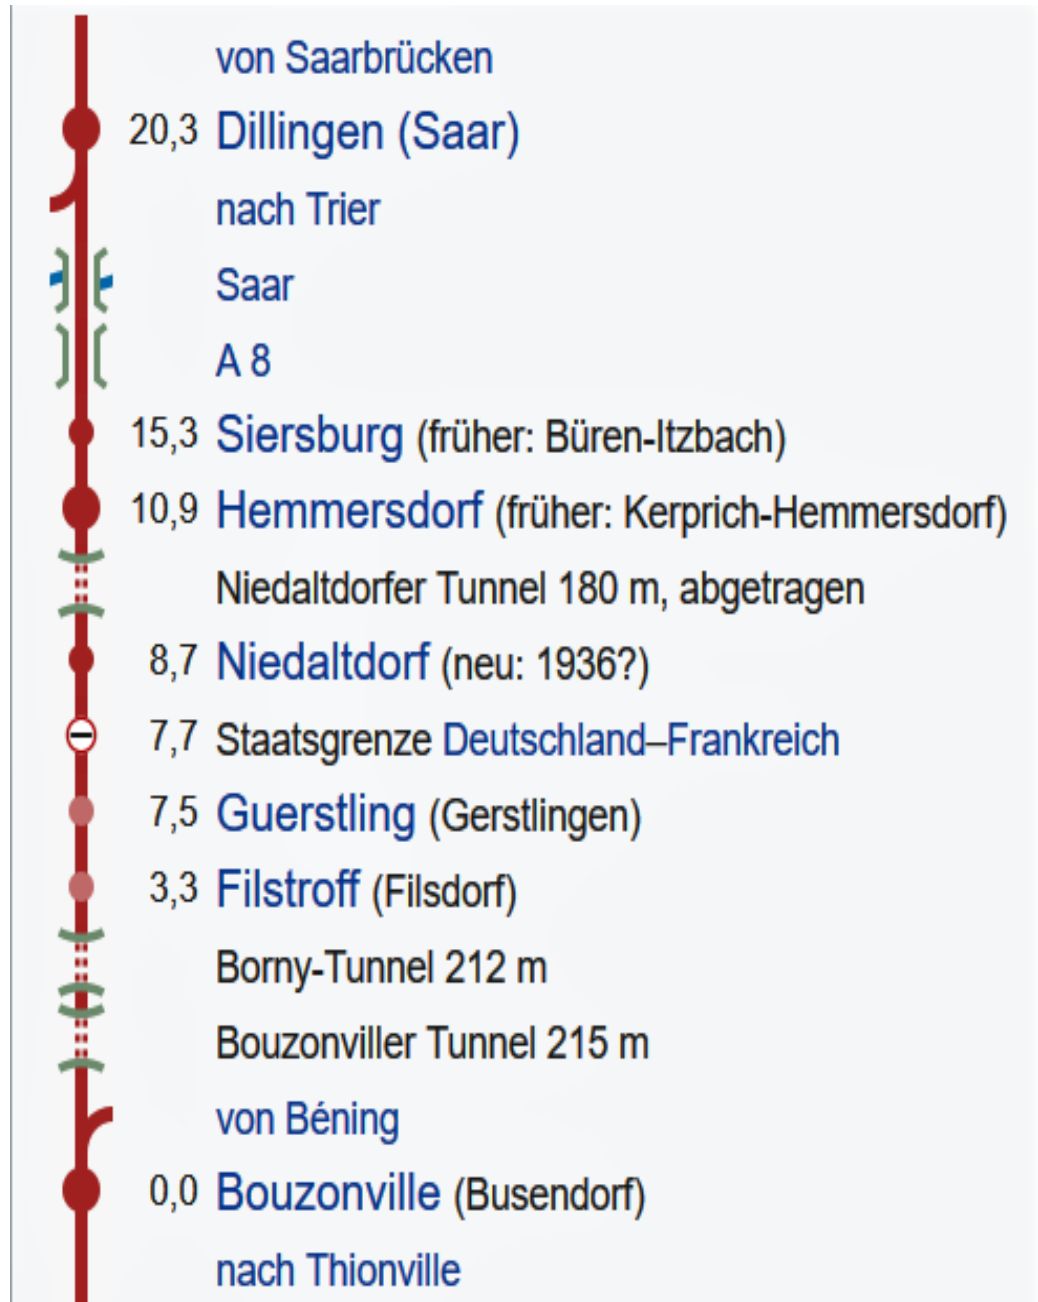 von Saarbrücken
20,3 Dillingen (Saar)
nach Trier
Saar
A 8
15,3 Siersburg (früher: Büren-Itzbach)
10,9 Hemmersdorf (früher: Kerprich-Hemmersdorf)
Niedaltdorfer Tunnel 180 m, abgetragen
8,7 Niedaltdorf (neu: 1936?)
7,7 Staatsgrenze Deutschland–Frankreich
7,5 Guerstling (Gerstlingen)
3,3 Filstroff (Filsdorf)
Borny-Tunnel 212 m
Bouzonviller Tunnel 215 m
von Béning
0,0 Bouzonville (Busendorf)
nach Thionville